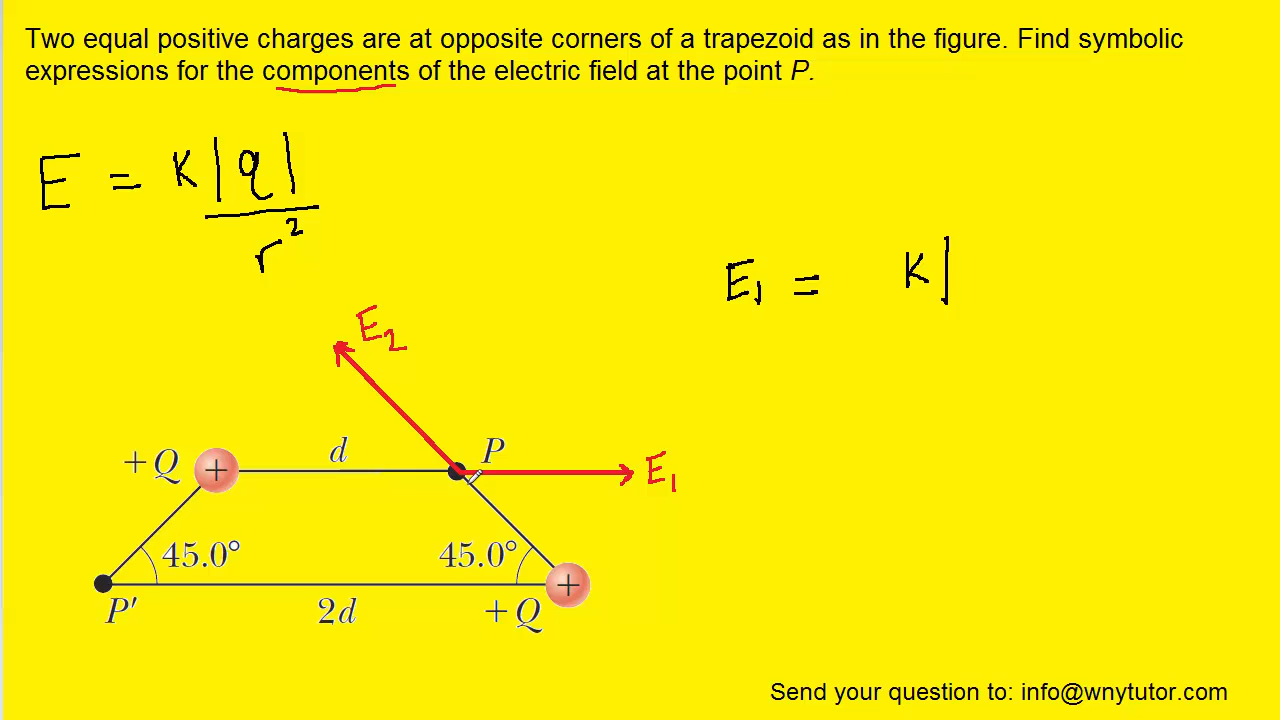 Two equal positive charges are at opposite corners of a trapezoid as in the figure. Find symbolic
expressions for the components of the electric field at the point P.
E = K|q|
r²
E₁ = K|
E₂
+Q + d P E₁
45.0° 45.0°
+
P′ 2d +Q
Send your question to: info@wnytutor.com